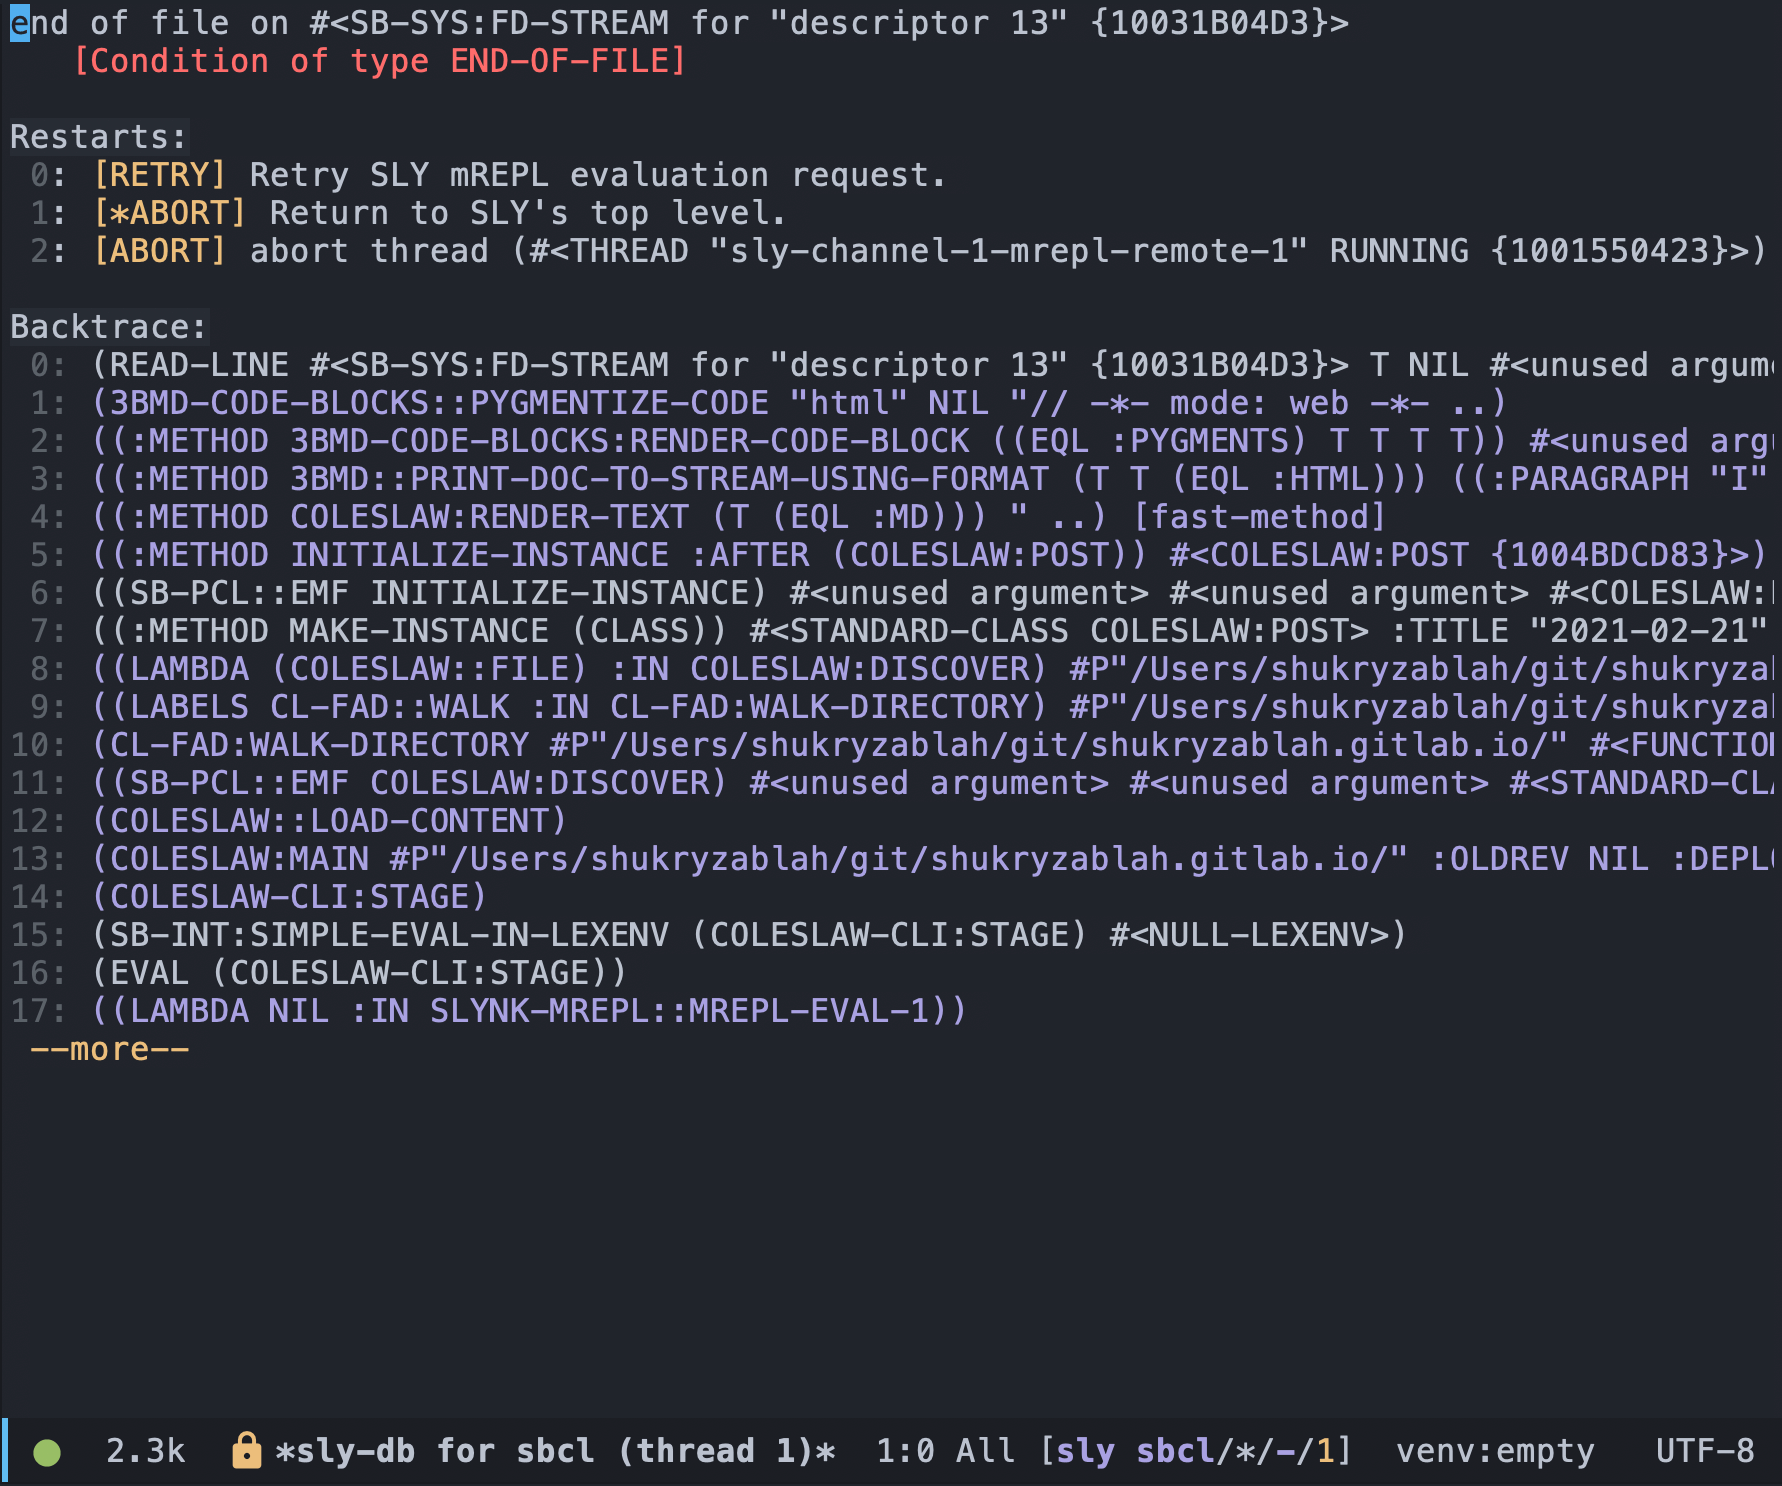 end of file on #<SB-SYS:FD-STREAM for "descriptor 13" {10031B04D3}>
[Condition of type END-OF-FILE]
Restarts:
0: [RETRY] Retry SLY mREPL evaluation request.
1: [*ABORT] Return to SLY's top level.
2: [ABORT] abort thread (#<THREAD "sly-channel-1-mrepl-remote-1" RUNNING {1001550423}>)
Backtrace:
0: (READ-LINE #<SB-SYS:FD-STREAM for "descriptor 13" {10031B04D3}> T NIL #<unused argum
1: (3BMD-CODE-BLOCKS::PYGMENTIZE-CODE "html" NIL "// -*- mode: web -*- ..)
2: ((:METHOD 3BMD-CODE-BLOCKS:RENDER-CODE-BLOCK ((EQL :PYGMENTS) T T T T)) #<unused arg
3: ((:METHOD 3BMD::PRINT-DOC-TO-STREAM-USING-FORMAT (T T (EQL :HTML))) ((:PARAGRAPH "I"
4: ((:METHOD COLESLAW:RENDER-TEXT (T (EQL :MD))) " ..) [fast-method]
5: ((:METHOD INITIALIZE-INSTANCE :AFTER (COLESLAW:POST)) #<COLESLAW:POST {1004BDCD83}>)
6: ((SB-PCL::EMF INITIALIZE-INSTANCE) #<unused argument> #<unused argument> #<COLESLAW:
7: ((:METHOD MAKE-INSTANCE (CLASS)) #<STANDARD-CLASS COLESLAW:POST> :TITLE "2021-02-21"
8: ((LAMBDA (COLESLAW::FILE) :IN COLESLAW:DISCOVER) #P"/Users/shukryzablah/git/shukryza
9: ((LABELS CL-FAD::WALK :IN CL-FAD:WALK-DIRECTORY) #P"/Users/shukryzablah/git/shukryza
10: (CL-FAD:WALK-DIRECTORY #P"/Users/shukryzablah/git/shukryzablah.gitlab.io/" #<FUNCTIO
11: ((SB-PCL::EMF COLESLAW:DISCOVER) #<unused argument> #<unused argument> #<STANDARD-CL
12: (COLESLAW::LOAD-CONTENT)
13: (COLESLAW:MAIN #P"/Users/shukryzablah/git/shukryzablah.gitlab.io/" :OLDREV NIL :DEPL
14: (COLESLAW-CLI:STAGE)
15: (SB-INT:SIMPLE-EVAL-IN-LEXENV (COLESLAW-CLI:STAGE) #<NULL-LEXENV>)
16: (EVAL (COLESLAW-CLI:STAGE))
17: ((LAMBDA NIL :IN SLYNK-MREPL::MREPL-EVAL-1))
--more--
2.3k *sly-db for sbcl (thread 1)* 1:0 All [sly sbcl/*/-/1] venv:empty UTF-8